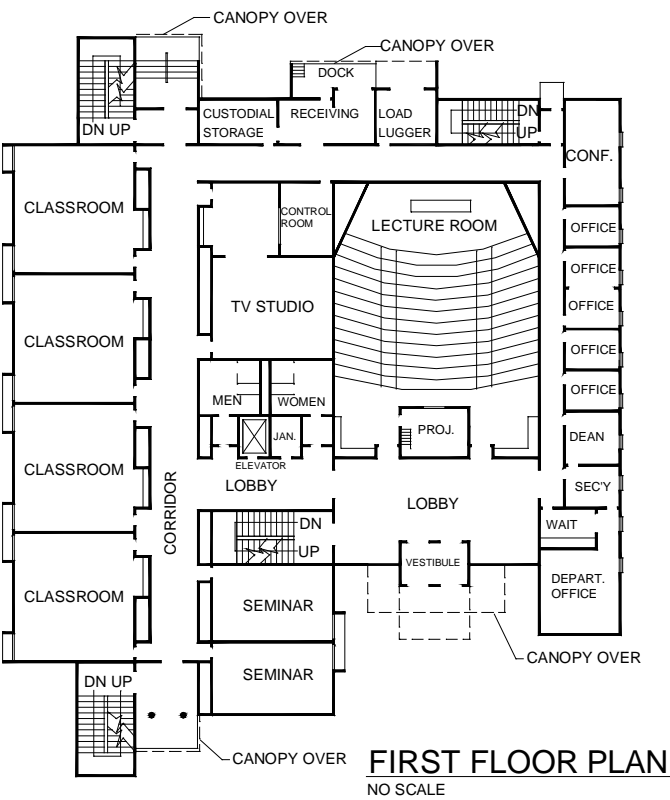 CANOPY OVER
CANOPY OVER
DOCK
DN UP
CUSTODIAL
STORAGE
RECEIVING
LOAD
LUGGER
DN
UP
CONF.
CLASSROOM
CONTROL
ROOM
LECTURE ROOM
OFFICE
OFFICE
TV STUDIO
OFFICE
CLASSROOM
OFFICE
OFFICE
MEN
WOMEN
PROJ.
JAN.
DEAN
ELEVATOR
CLASSROOM
LOBBY
SEC'Y
CORRIDOR
LOBBY
DN
UP
WAIT
VESTIBULE
CLASSROOM
SEMINAR
DEPART.
OFFICE
CANOPY OVER
SEMINAR
DN UP
CANOPY OVER
FIRST FLOOR PLAN
NO SCALE